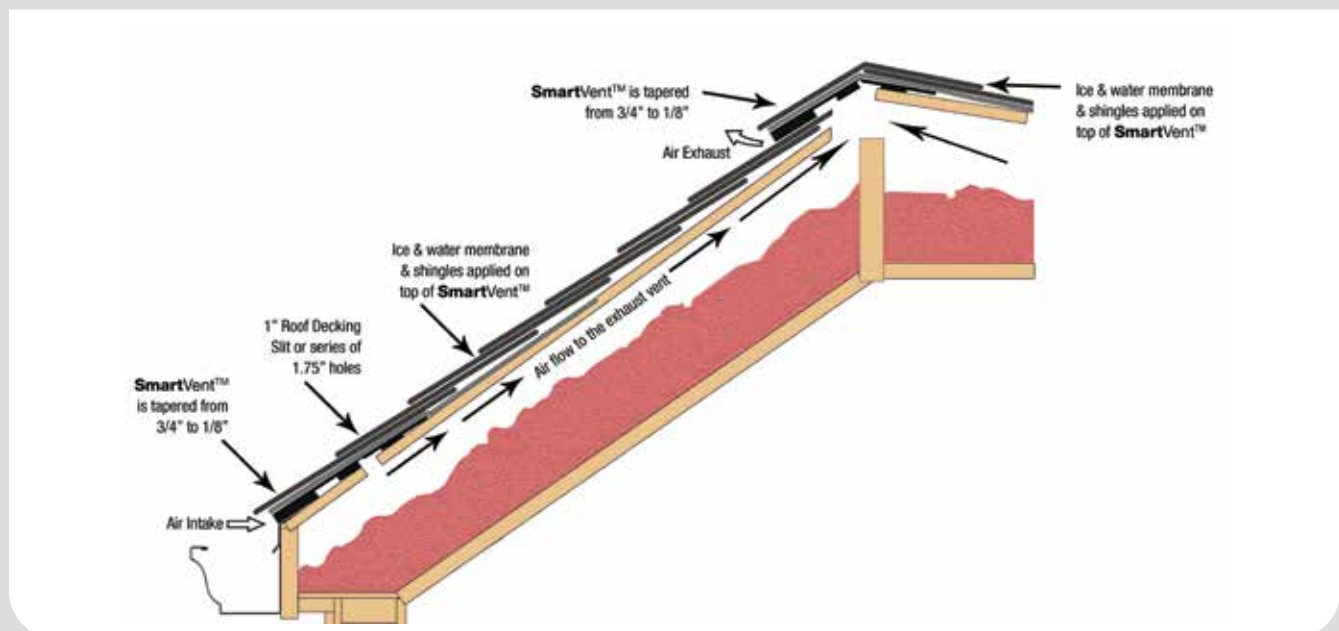 SmartVent™ is tapered
from 3/4" to 1/8"
Air Exhaust
Ice & water membrane
& shingles applied on
top of SmartVent™
Ice & water membrane
& shingles applied on
top of SmartVent™
1" Roof Decking
Slit or series of
1.75" holes
SmartVent™
is tapered from
3/4" to 1/8"
Air Intake
Air flow to the exhaust vent